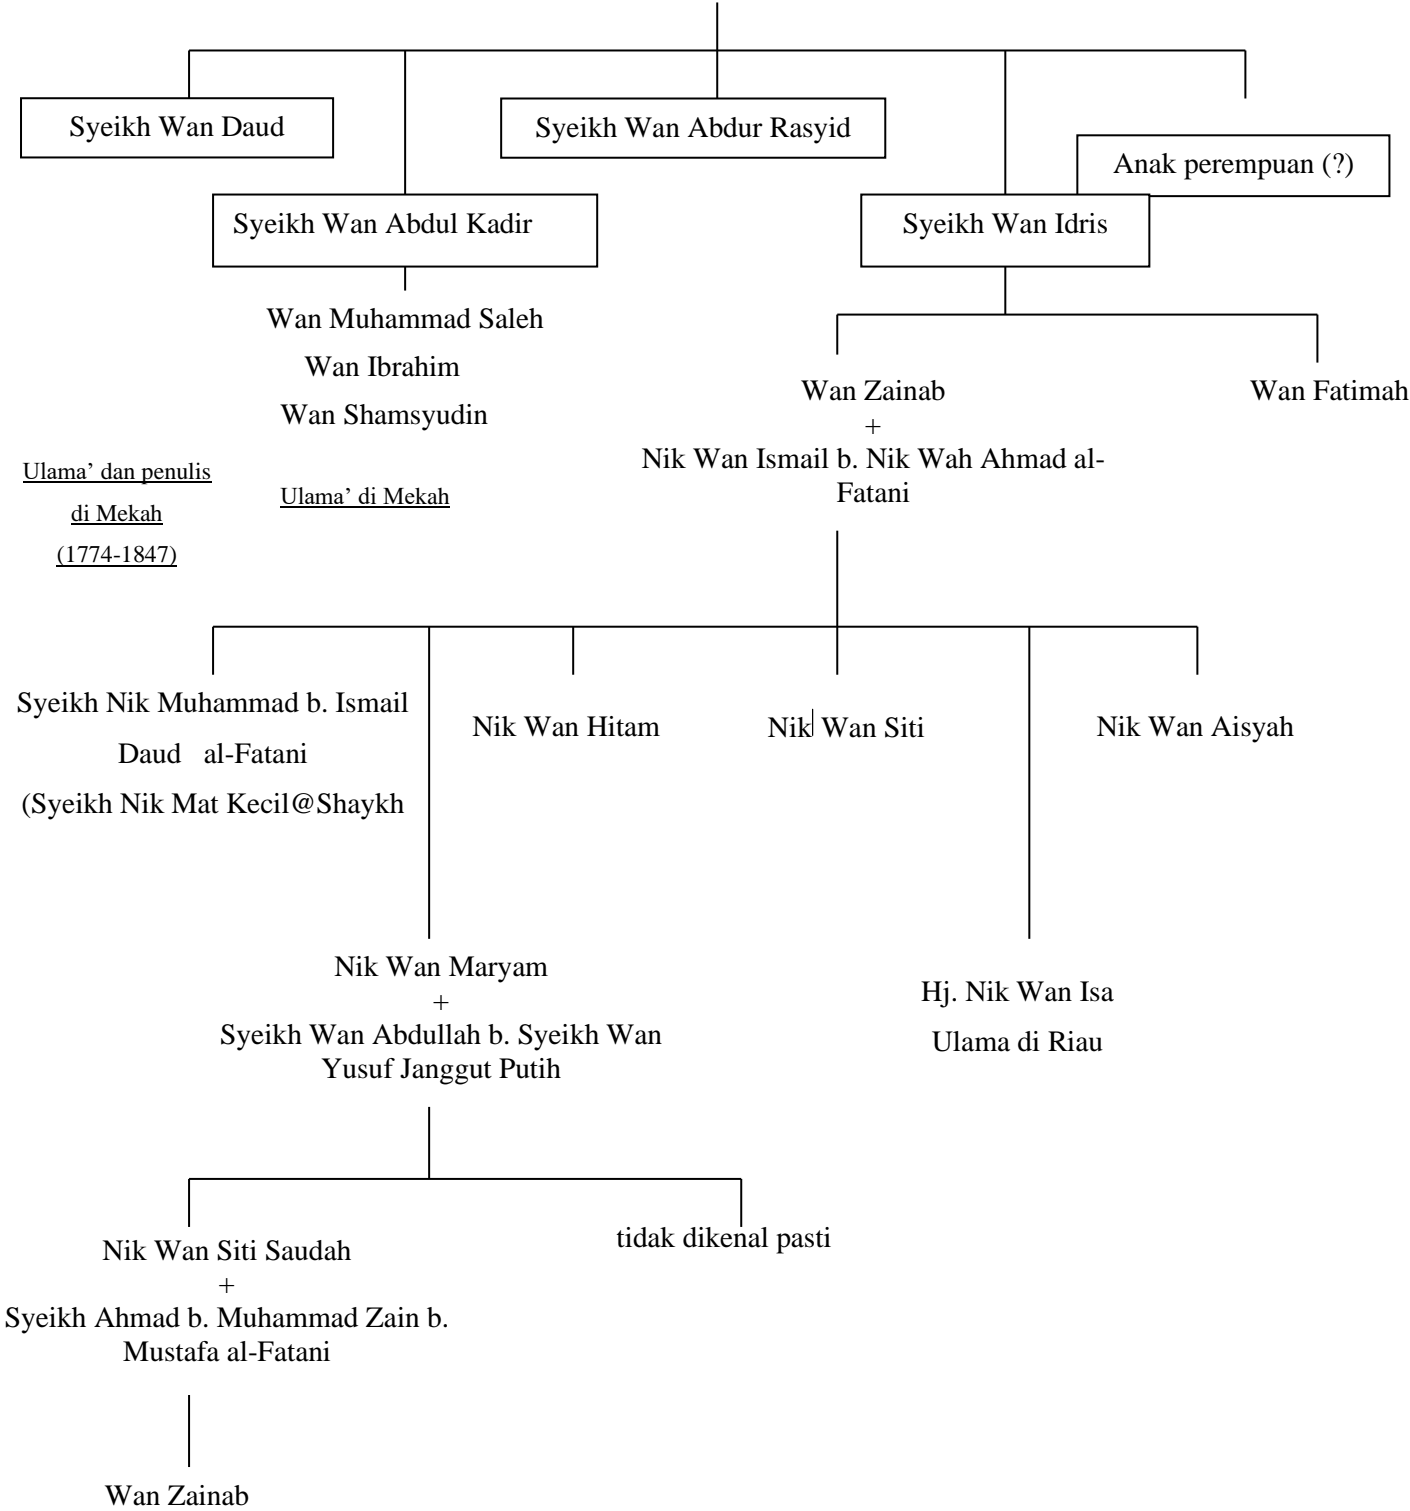 Syeikh Wan Daud
Syeikh Wan Abdur Rasyid
Anak perempuan (?)
Syeikh Wan Abdul Kadir
Syeikh Wan Idris
Wan Muhammad Saleh
Wan Ibrahim
Wan Shamsyudin
Wan Zainab
+
Nik Wan Ismail b. Nik Wah Ahmad al-
Fatani
Wan Fatimah
Ulama’ dan penulis
di Mekah
(1774-1847)
Ulama’ di Mekah
Syeikh Nik Muhammad b. Ismail
Daud al-Fatani
(Syeikh Nik Mat Kecil@Shaykh
Nik Wan Hitam
Nik Wan Siti
Nik Wan Aisyah
Nik Wan Maryam
+
Syeikh Wan Abdullah b. Syeikh Wan
Yusuf Janggut Putih
Hj. Nik Wan Isa
Ulama di Riau
Nik Wan Siti Saudah
+
Syeikh Ahmad b. Muhammad Zain b.
Mustafa al-Fatani
tidak dikenal pasti
Wan Zainab